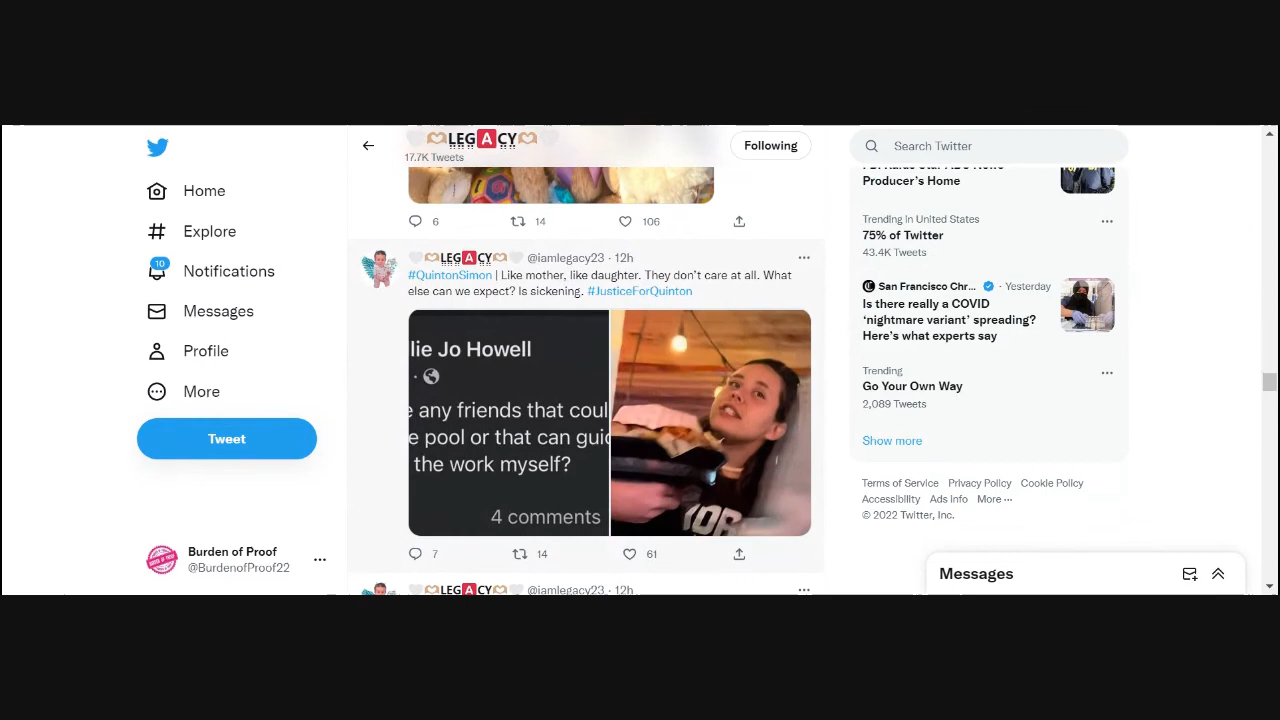 LEGACY
17.7K Tweets
Following
Search Twitter
Home
Explore
10
Notifications
Messages
Profile
More
Tweet
Burden of Proof
@BurdenofProof22
6
14
106
LEGACY @iamlegacy23 · 12h
#QuintonSimon | Like mother, like daughter. They don't care at all. What
else can we expect? Is sickening. #JusticeForQuinton
lie Jo Howell
e any friends that coul
e pool or that can guid
the work myself?
4 comments
7
14
61
LEGACY @iamlegacy23 · 12h
Producer's Home
Trending in United States
75% of Twitter
43.4K Tweets
San Francisco Chr... · Yesterday
Is there really a COVID
'nightmare variant' spreading?
Here's what experts say
Trending
Go Your Own Way
2,089 Tweets
Show more
Terms of Service Privacy Policy Cookie Policy
Accessibility Ads Info More ···
© 2022 Twitter, Inc.
Messages